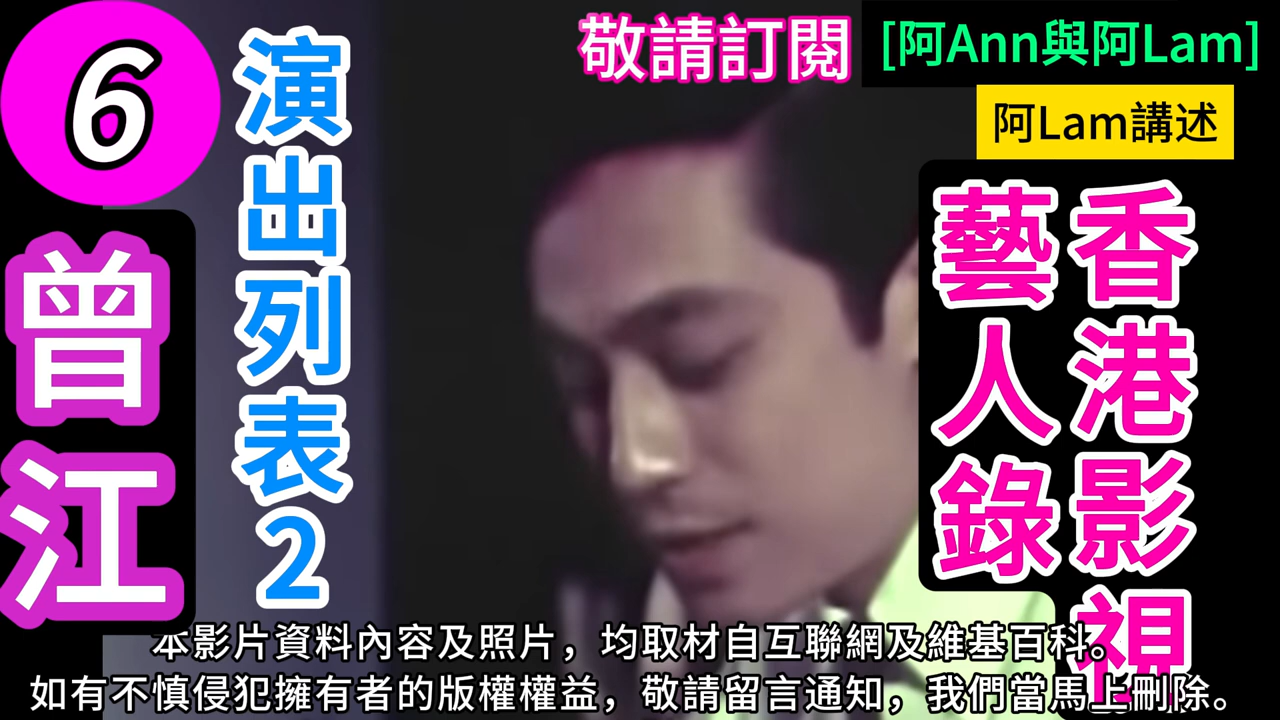 6
曾江
演出列表2
敬請訂閱
[阿Ann與阿Lam]
阿Lam講述
香港影視
藝人錄
本影片資料內容及照片，均取材自互聯網及維基百科。
如有不慎侵犯擁有者的版權權益，敬請留言通知，我們當馬上刪除。